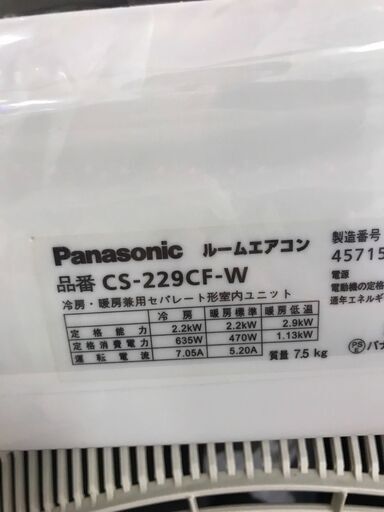 Panasonic ルームエアコン
品番 CS-229CF-W
冷房・暖房兼用セパレート形室内ユニット
冷房 暖房標準 暖房低温
定格能力 2.2kW 2.2kW 2.9kW
定格消費電力 635W 470W 1.13kW
運転電流 7.05A 5.20A
質量 7.5 kg
製造番号
45715
電源
電動機の定格
通年エネルギ
PS E パナ